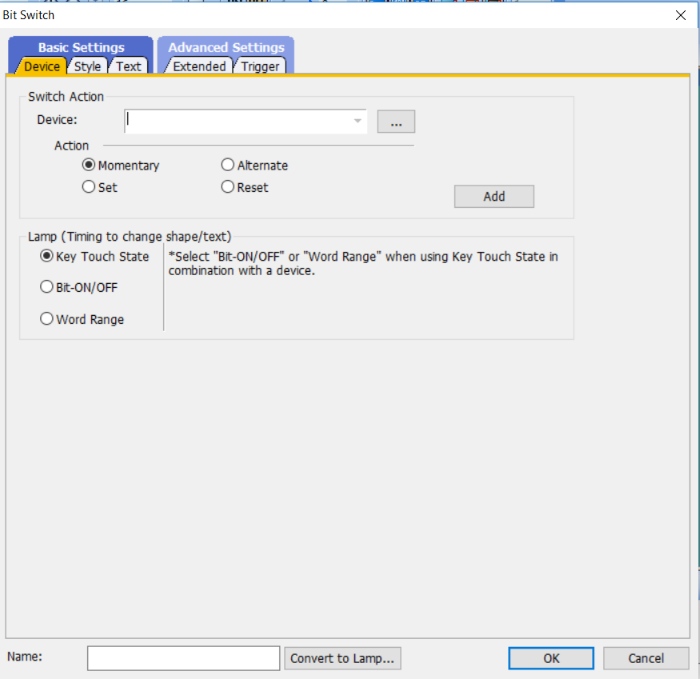 Bit Switch
Basic Settings
Advanced Settings
Device
Style
Text
Extended
Trigger
Switch Action
Device:
...
Action
Momentary
Alternate
Set
Reset
Add
Lamp (Timing to change shape/text)
Key Touch State
*Select "Bit-ON/OFF" or "Word Range" when using Key Touch State in
combination with a device.
Bit-ON/OFF
Word Range
Name:
Convert to Lamp...
OK
Cancel